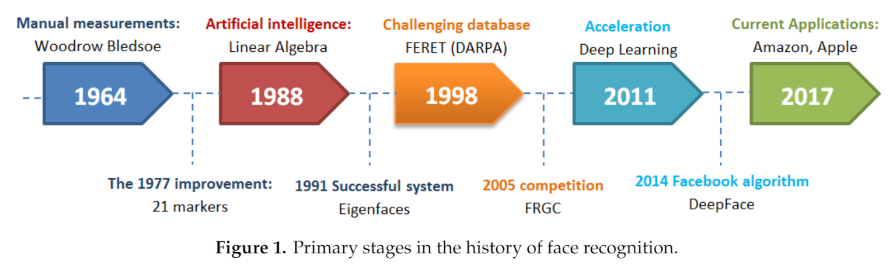 Manual measurements:
Woodrow Bledsoe
Artificial intelligence:
Linear Algebra
Challenging database
FERET (DARPA)
Acceleration
Deep Learning
Current Applications:
Amazon, Apple
1964
1988
1998
2011
2017
The 1977 improvement:
21 markers
1991 Successful system
Eigenfaces
2005 competition
FRGC
2014 Facebook algorithm
DeepFace
Figure 1. Primary stages in the history of face recognition.